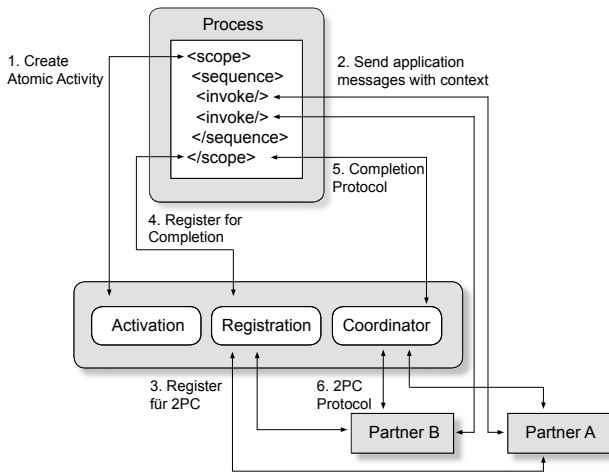 Process
1. Create
Atomic Activity
<scope>
<sequence>
<invoke/>
<invoke/>
</sequence>
</scope>
2. Send application
messages with context
5. Completion
Protocol
4. Register for
Completion
Activation
Registration
Coordinator
3. Register
für 2PC
6. 2PC
Protocol
Partner B
Partner A